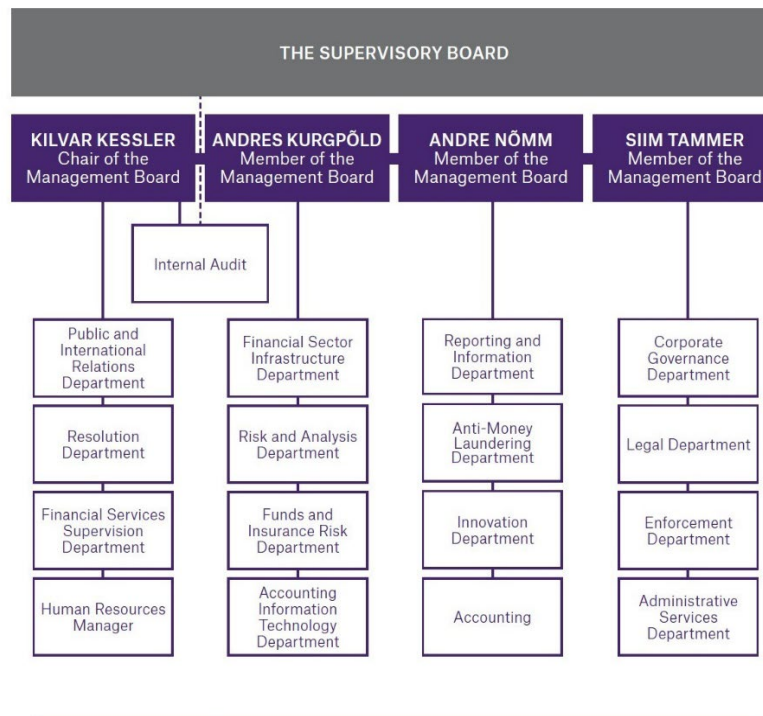 THE SUPERVISORY BOARD
KILVAR KESSLER
Chair of the
Management Board
ANDRES KURGPÕLD
Member of the
Management Board
ANDRE NÕMM
Member of the
Management Board
SIIM TAMMER
Member of the
Management Board
Internal Audit
Public and
International
Relations
Department
Resolution
Department
Financial Services
Supervision
Department
Human Resources
Manager
Financial Sector
Infrastructure
Department
Risk and Analysis
Department
Funds and
Insurance Risk
Department
Accounting
Information
Technology
Department
Reporting and
Information
Department
Anti-Money
Laundering
Department
Innovation
Department
Accounting
Corporate
Governance
Department
Legal Department
Enforcement
Department
Administrative
Services
Department